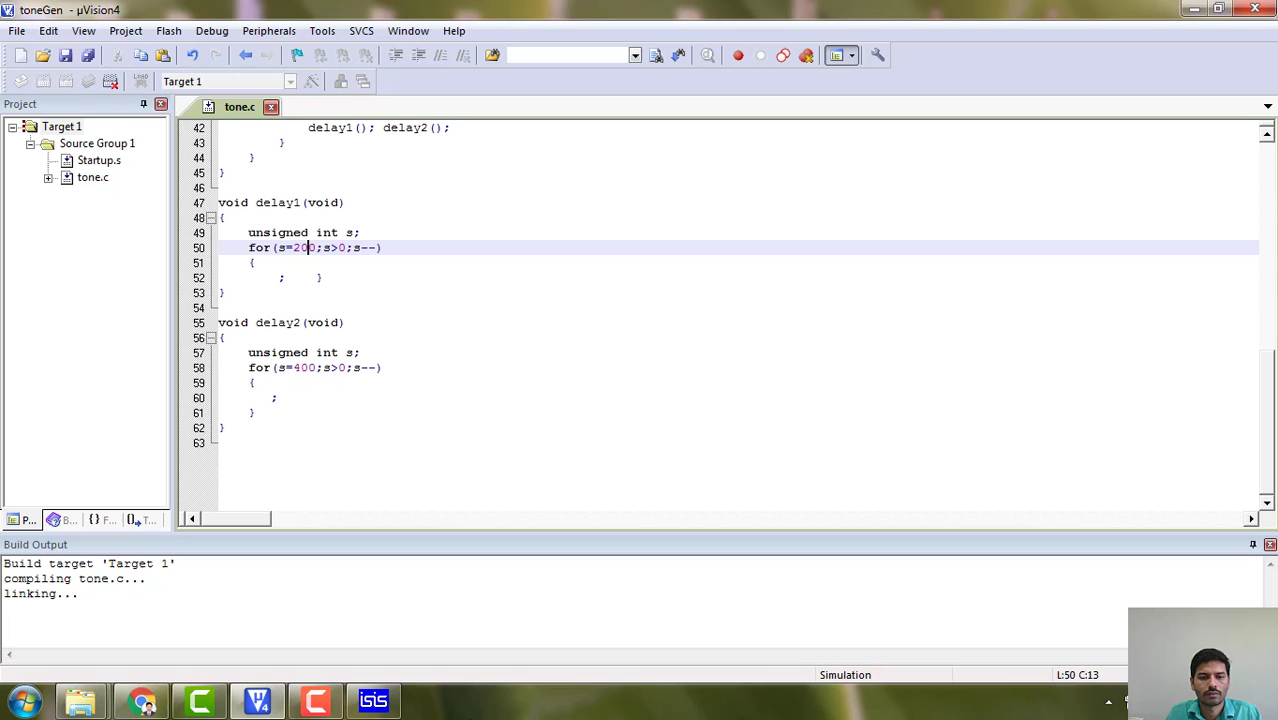 toneGen - µVision4
File Edit View Project Flash Debug Peripherals Tools SVCS Window Help
LOAD Target 1
Project
tone.c
Target 1
Source Group 1
Startup.s
tone.c
42 delay1(); delay2();
43 }
44 }
45 }
46
47 void delay1(void)
48 {
49 unsigned int s;
50 for(s=200;s>0;s--)
51 {
52 ; }
53 }
54
55 void delay2(void)
56 {
57 unsigned int s;
58 for(s=400;s>0;s--)
59 {
60 ;
61 }
62 }
63
P... B... {} F... T...
Build Output
Build target 'Target 1'
compiling tone.c...
linking...
Simulation L:50 C:13
isis